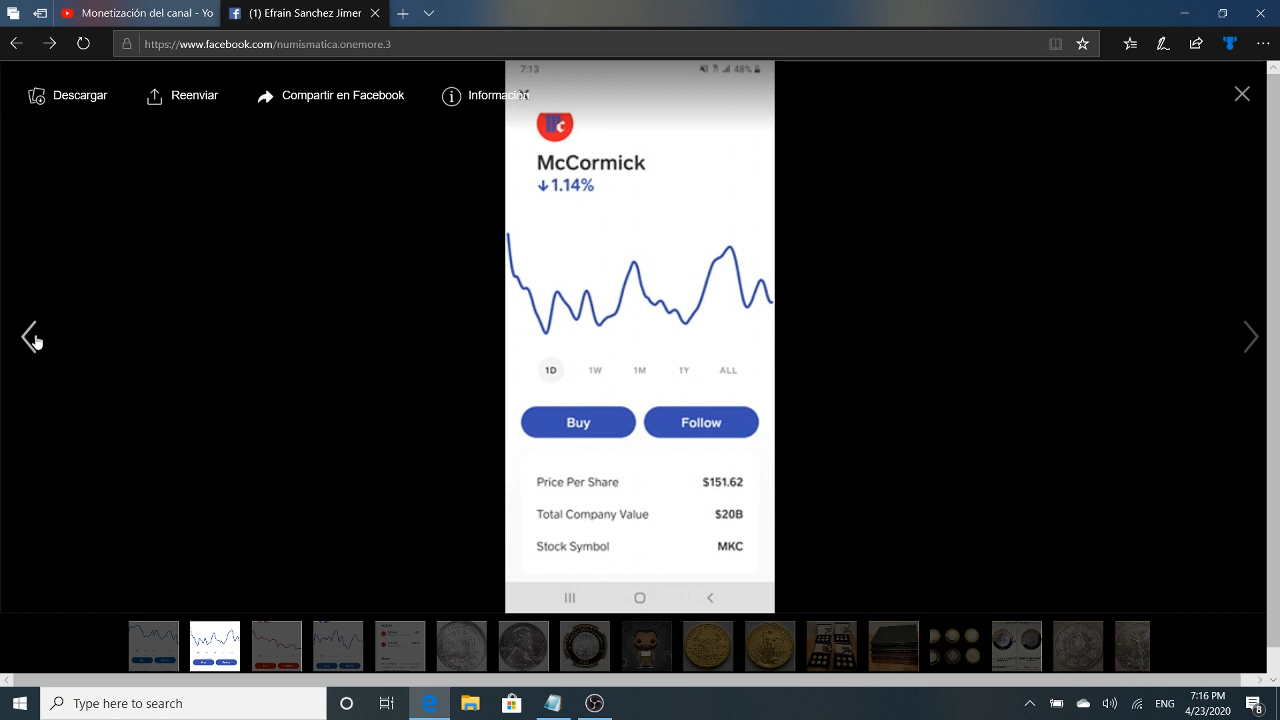 Monetización del canal - Yo
(1) Efrain Sanchez Jimer
https://www.facebook.com/numismatica.onemore.3
7:13
48%
Descargar
Reenviar
Compartir en Facebook
Información
McCormick
↓1.14%
1D 1W 1M 1Y ALL
Buy Follow
Price Per Share $151.62
Total Company Value $20B
Stock Symbol MKC
Type here to search
ENG
7:16 PM
4/23/2020